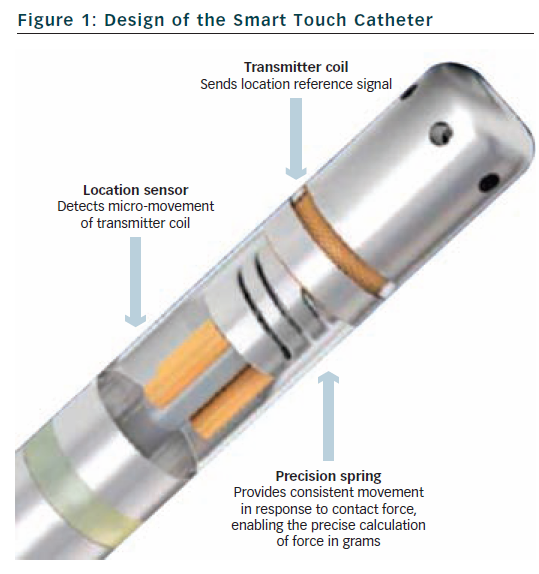 Figure 1: Design of the Smart Touch Catheter
Transmitter coil
Sends location reference signal
Location sensor
Detects micro-movement
of transmitter coil
Precision spring
Provides consistent movement
in response to contact force,
enabling the precise calculation
of force in grams